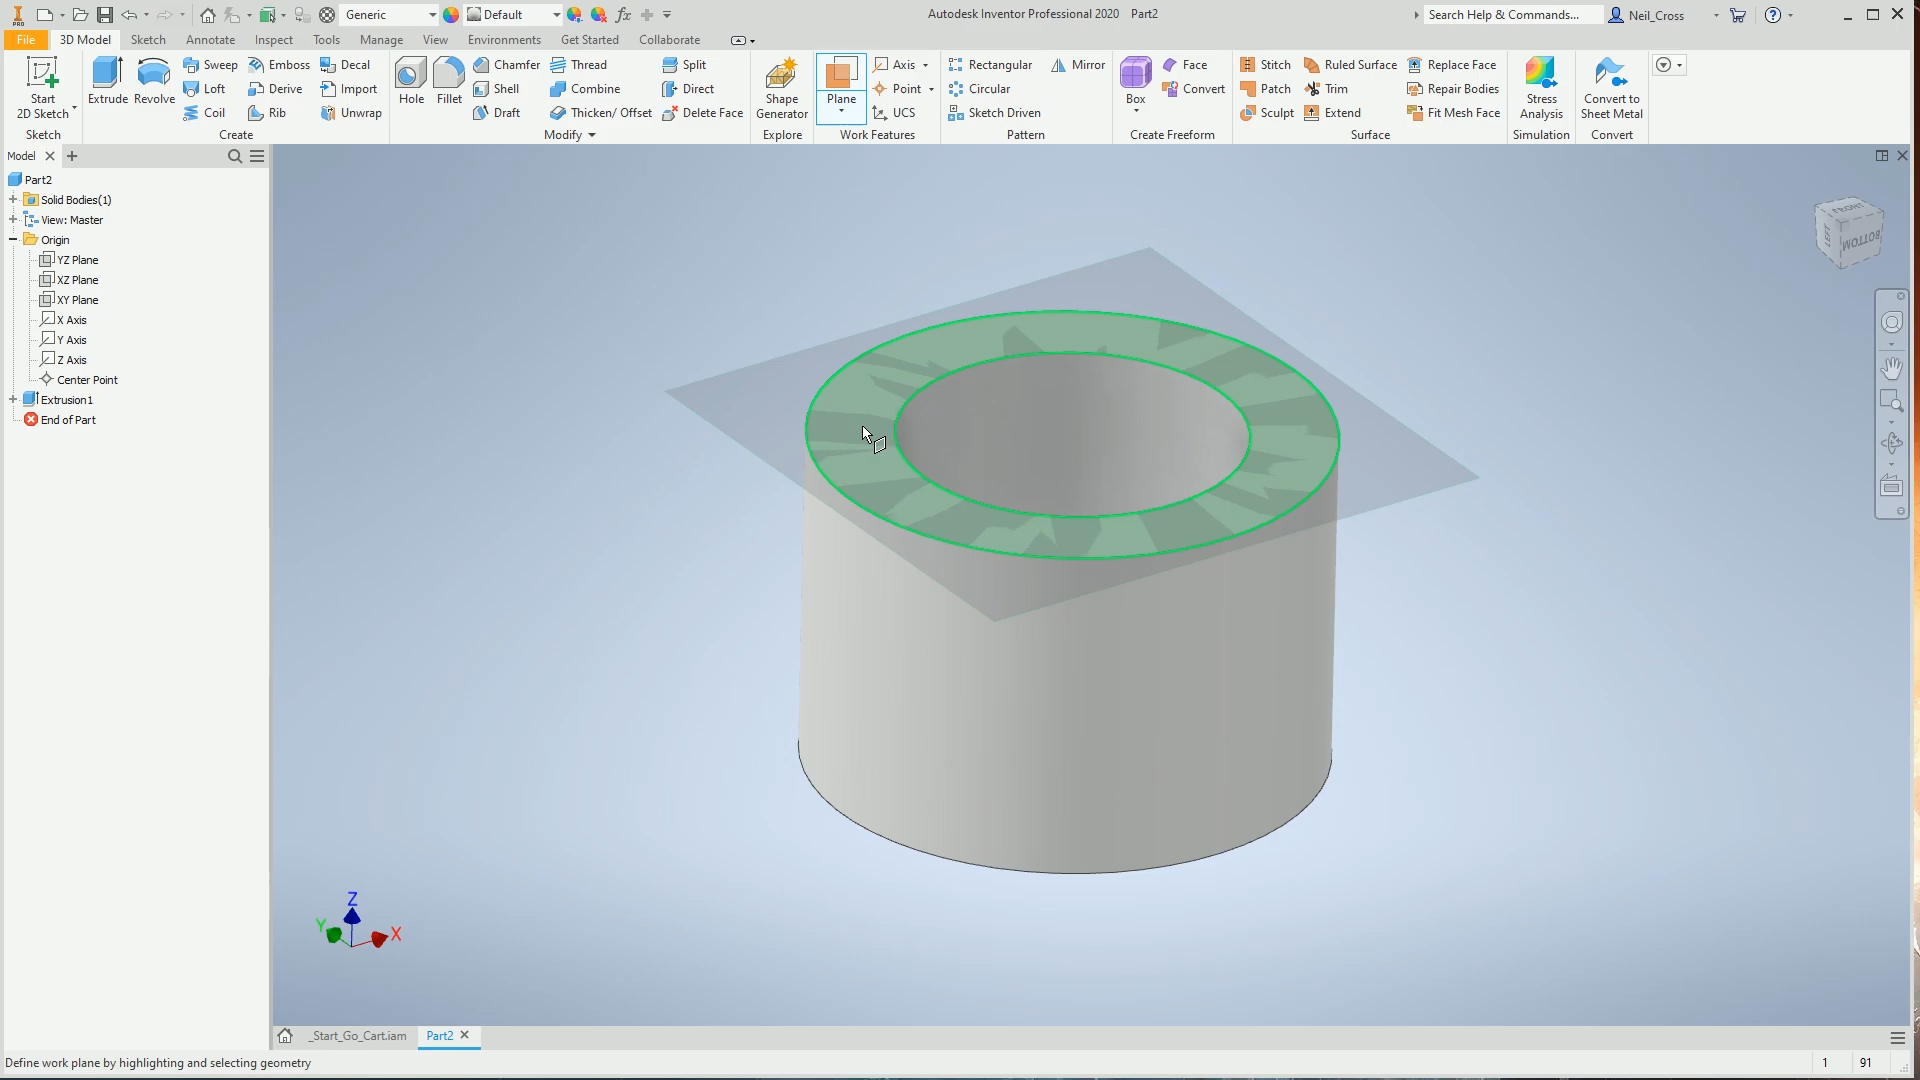 PRO
Generic
Default
fx
Autodesk Inventor Professional 2020 Part2
Search Help & Commands...
Neil_Cross
File 3D Model Sketch Annotate Inspect Tools Manage View Environments Get Started Collaborate
Start
2D Sketch
Sketch
Extrude
Revolve
Sweep
Loft
Coil
Emboss
Derive
Rib
Decal
Import
Unwrap
Create
Hole
Fillet
Chamfer
Shell
Draft
Thread
Combine
Thicken/ Offset
Split
Direct
Delete Face
Modify
Shape
Generator
Explore
Plane
Axis
Point
UCS
Work Features
Rectangular
Circular
Sketch Driven
Mirror
Pattern
Box
Face
Convert
Create Freeform
Stitch
Patch
Sculpt
Ruled Surface
Trim
Extend
Replace Face
Repair Bodies
Fit Mesh Face
Surface
Stress
Analysis
Simulation
Convert to
Sheet Metal
Convert
Model
Part2
Solid Bodies(1)
View: Master
Origin
YZ Plane
XZ Plane
XY Plane
X Axis
Y Axis
Z Axis
Center Point
Extrusion1
End of Part
FRONT
LEFT
BOTTOM
Z
Y
X
_Start_Go_Cart.iam
Part2
Define work plane by highlighting and selecting geometry
1
91